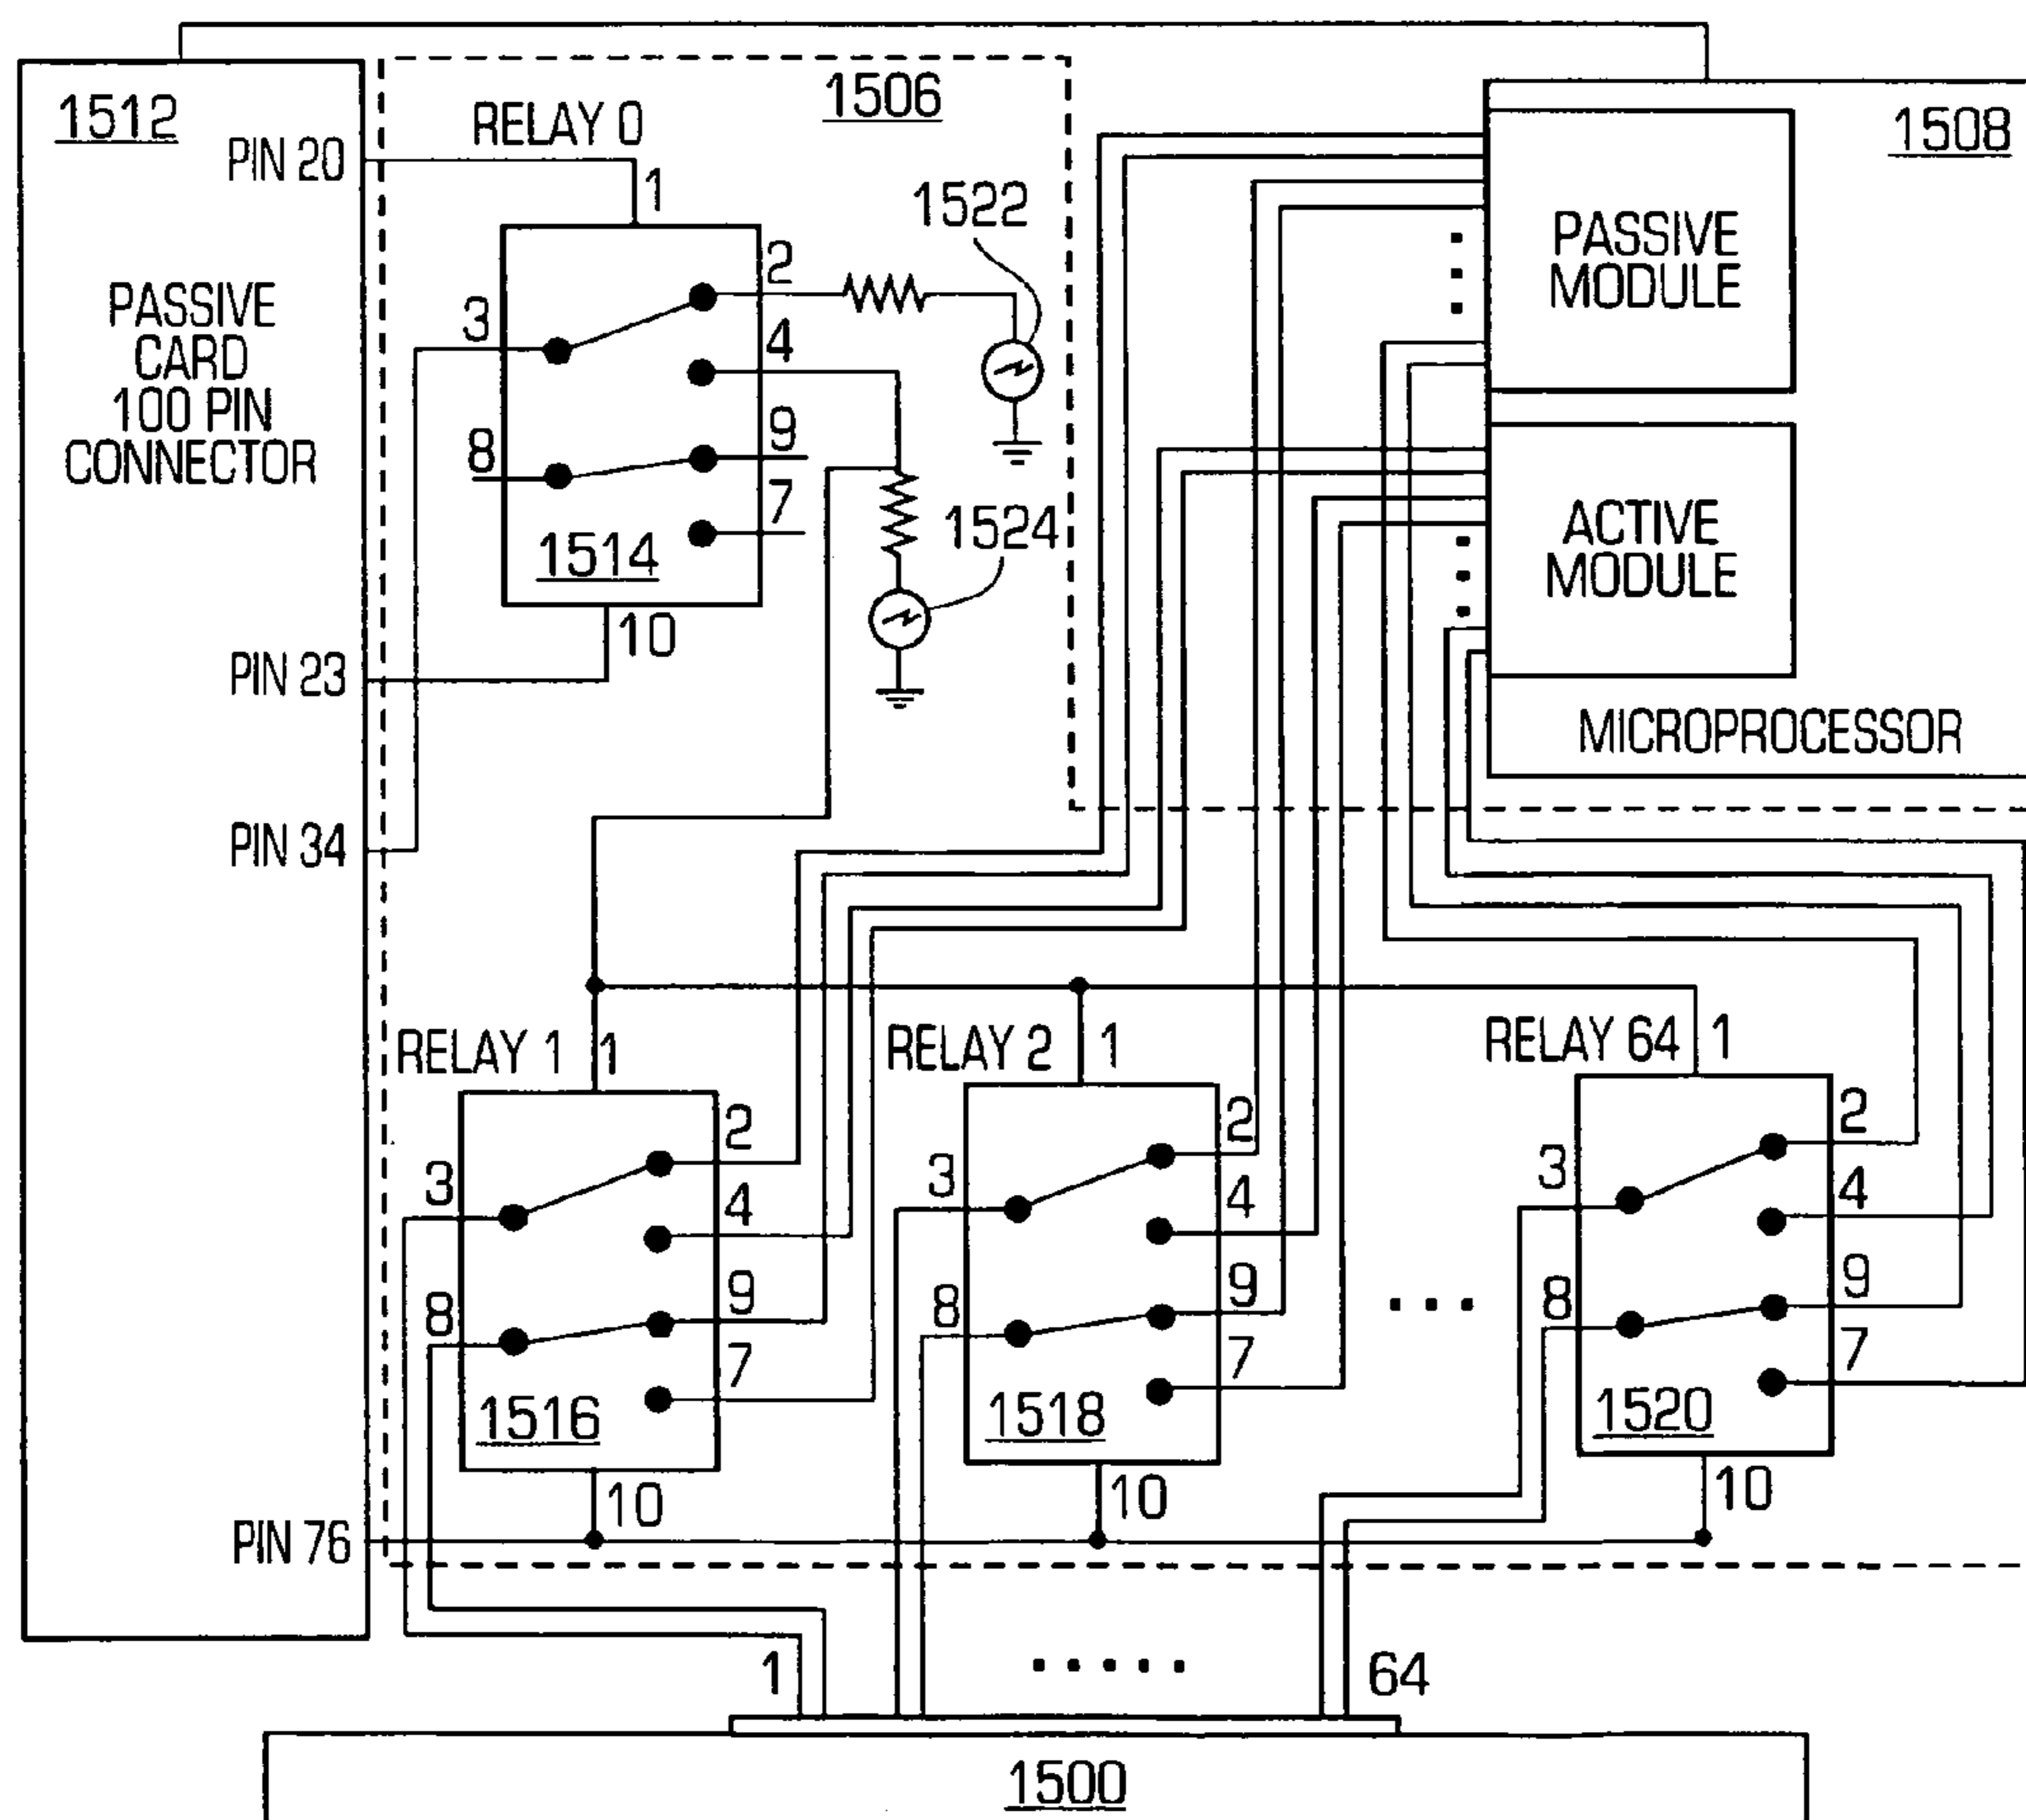 1512
PIN 20
PASSIVE
CARD
100 PIN
CONNECTOR
PIN 23
PIN 34
PIN 76
RELAY 0
1506
1
2
3
4
8
9
7
1514
10
1522
1524
1508
PASSIVE
MODULE
ACTIVE
MODULE
MICROPROCESSOR
RELAY 1
1
2
3
4
8
9
7
1516
10
RELAY 2
1
2
3
4
8
9
7
1518
10
RELAY 64
1
2
3
4
8
9
7
1520
10
1
64
1500